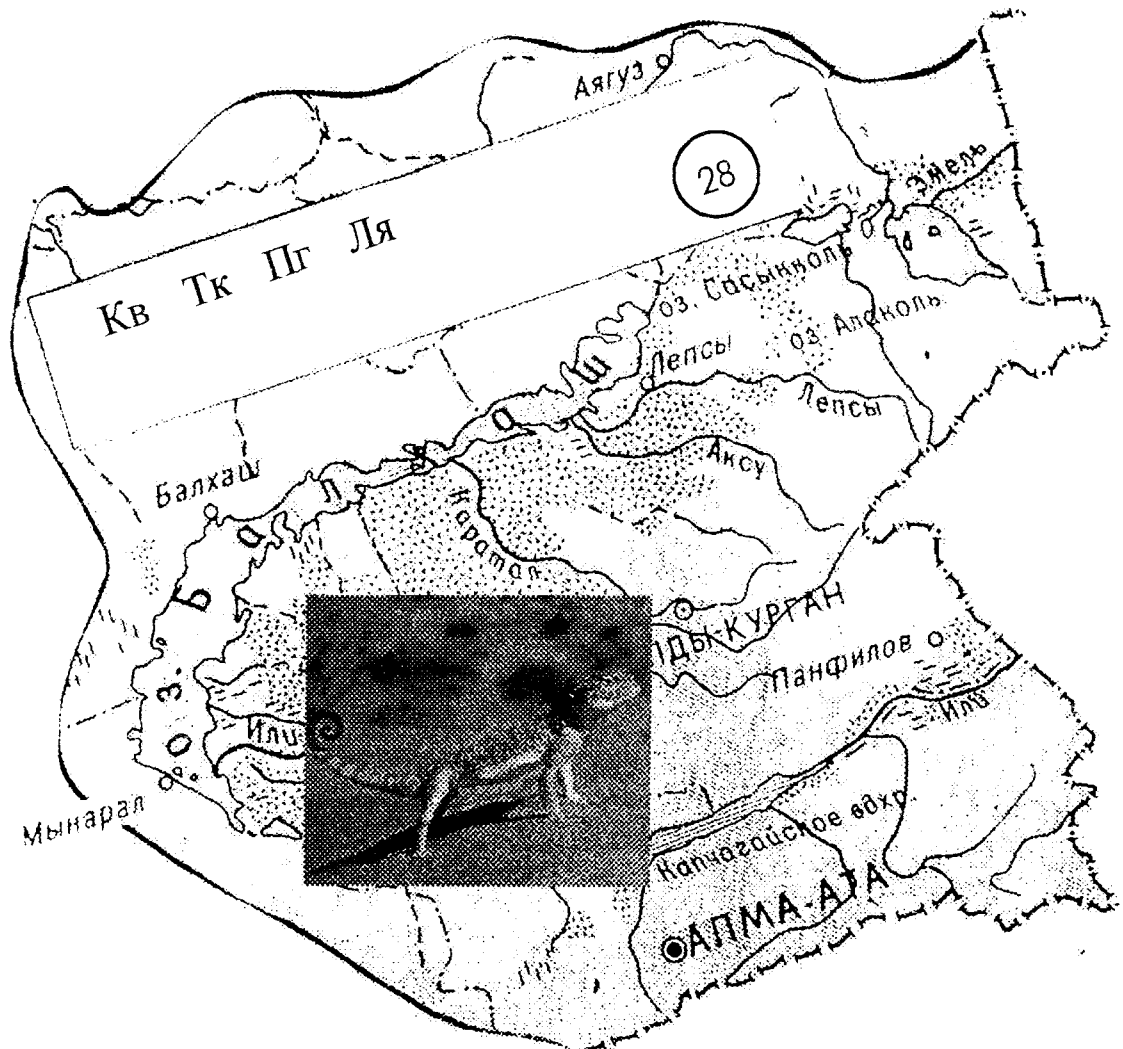 Аягуз
28
Эмель
Кв Тк Пг Ля
оз. Сасыкколь
оз. Алаколь
Лепсы
Лепсы
Аксу
Балхаш
оз. Балхаш
Каратал
ДЫ-КУРГАН
Панфилов
Или
Или
Мынарал
Капчагайское вдхр.
АЛМА-АТА